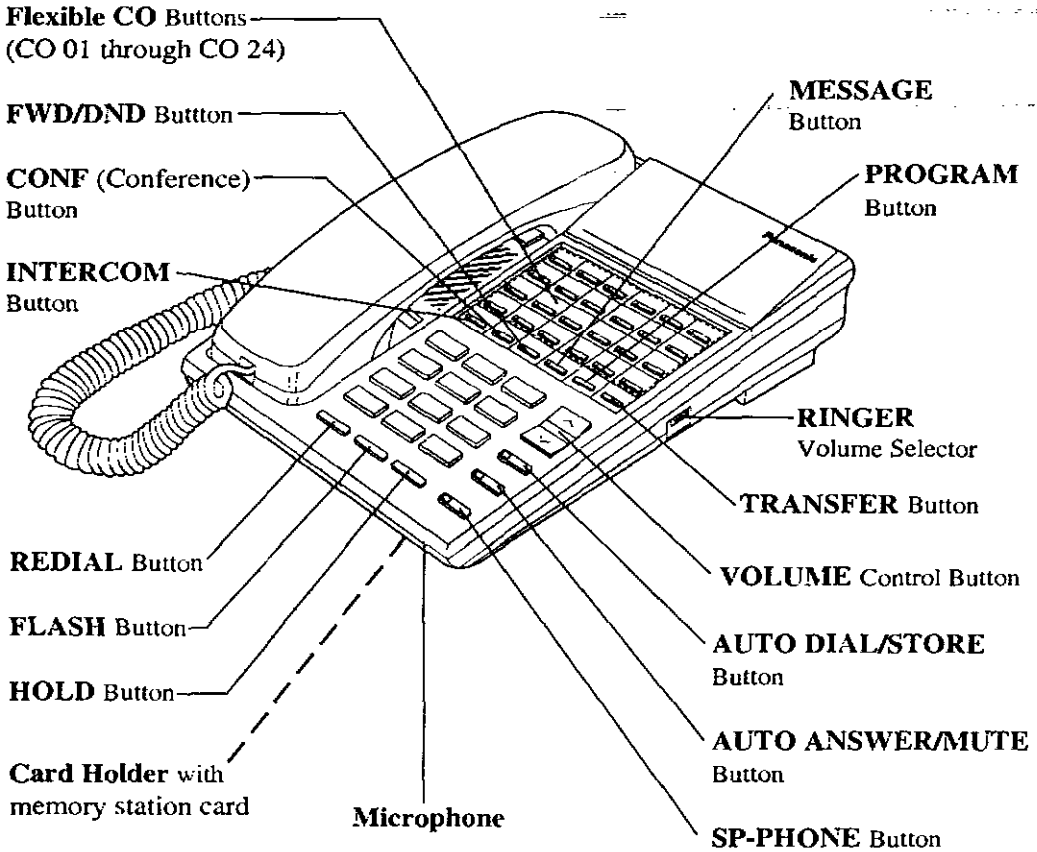 Flexible CO Buttons
(CO 01 through CO 24)
FWD/DND Buttton
CONF (Conference)
Button
INTERCOM
Button
MESSAGE
Button
PROGRAM
Button
Panasonic
RINGER
Volume Selector
TRANSFER Button
VOLUME Control Button
AUTO DIAL/STORE
Button
AUTO ANSWER/MUTE
Button
SP-PHONE Button
REDIAL Button
FLASH Button
HOLD Button
Card Holder with
memory station card
Microphone